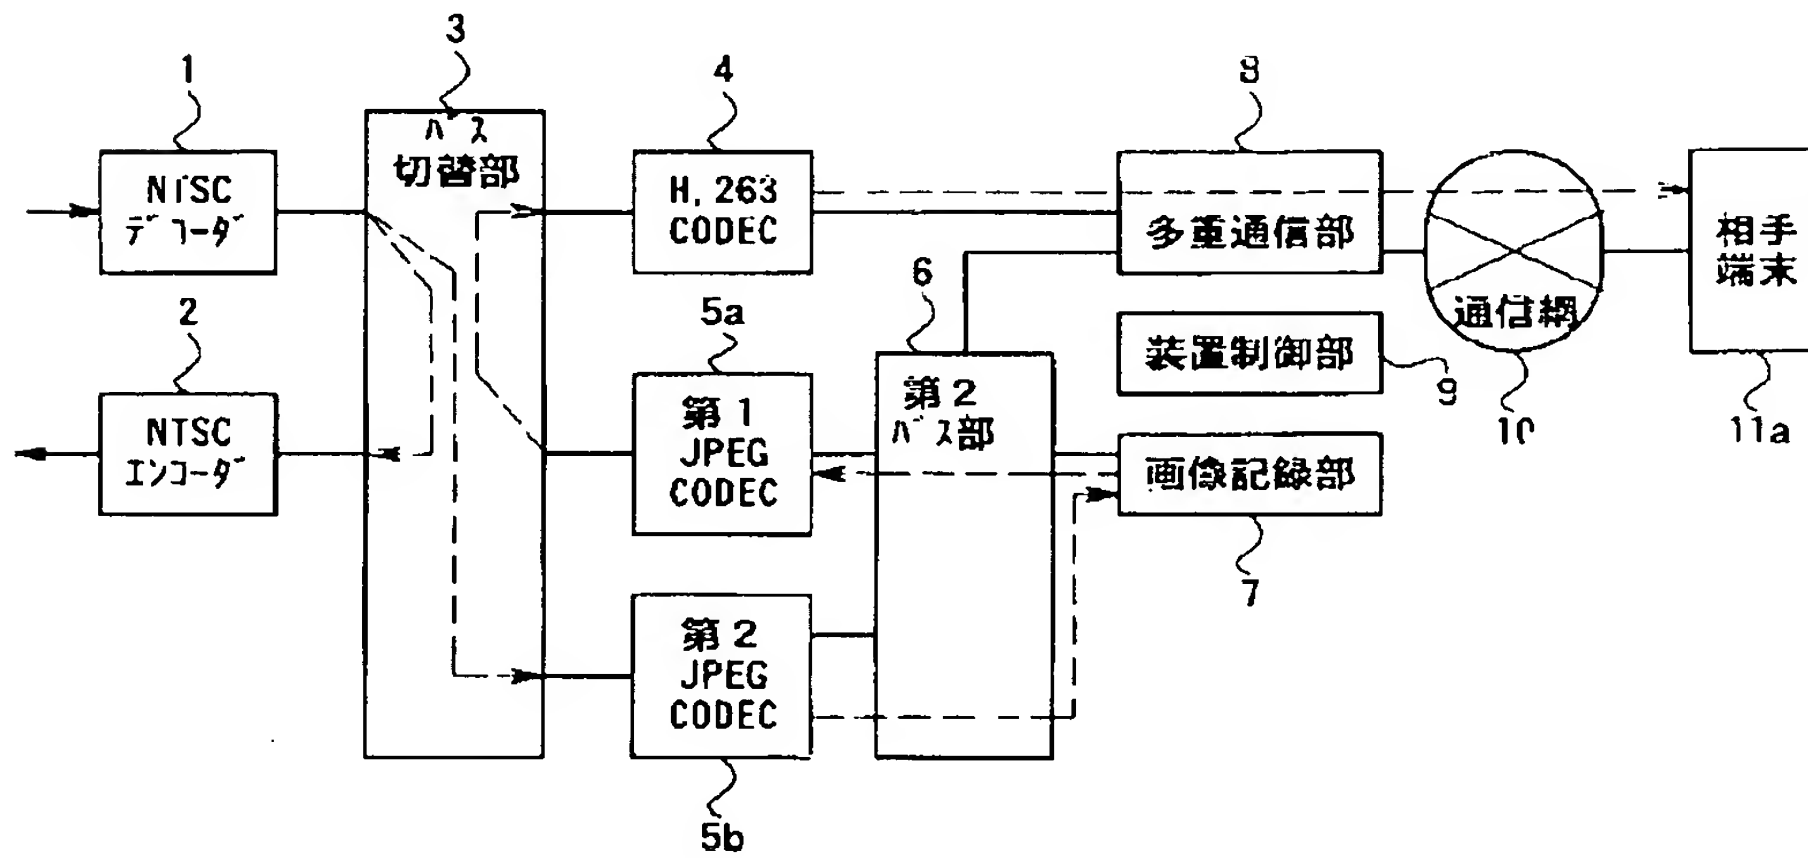 3
1
4
8
バス
切替部
NTSC
デコーダ
H.263
CODEC
多重通信部
相手
端末
6
通信網
2
5a
装置制御部
9
10
11a
NTSC
エンコーダ
第1
JPEG
CODEC
第2
バス部
画像記録部
7
第2
JPEG
CODEC
5b